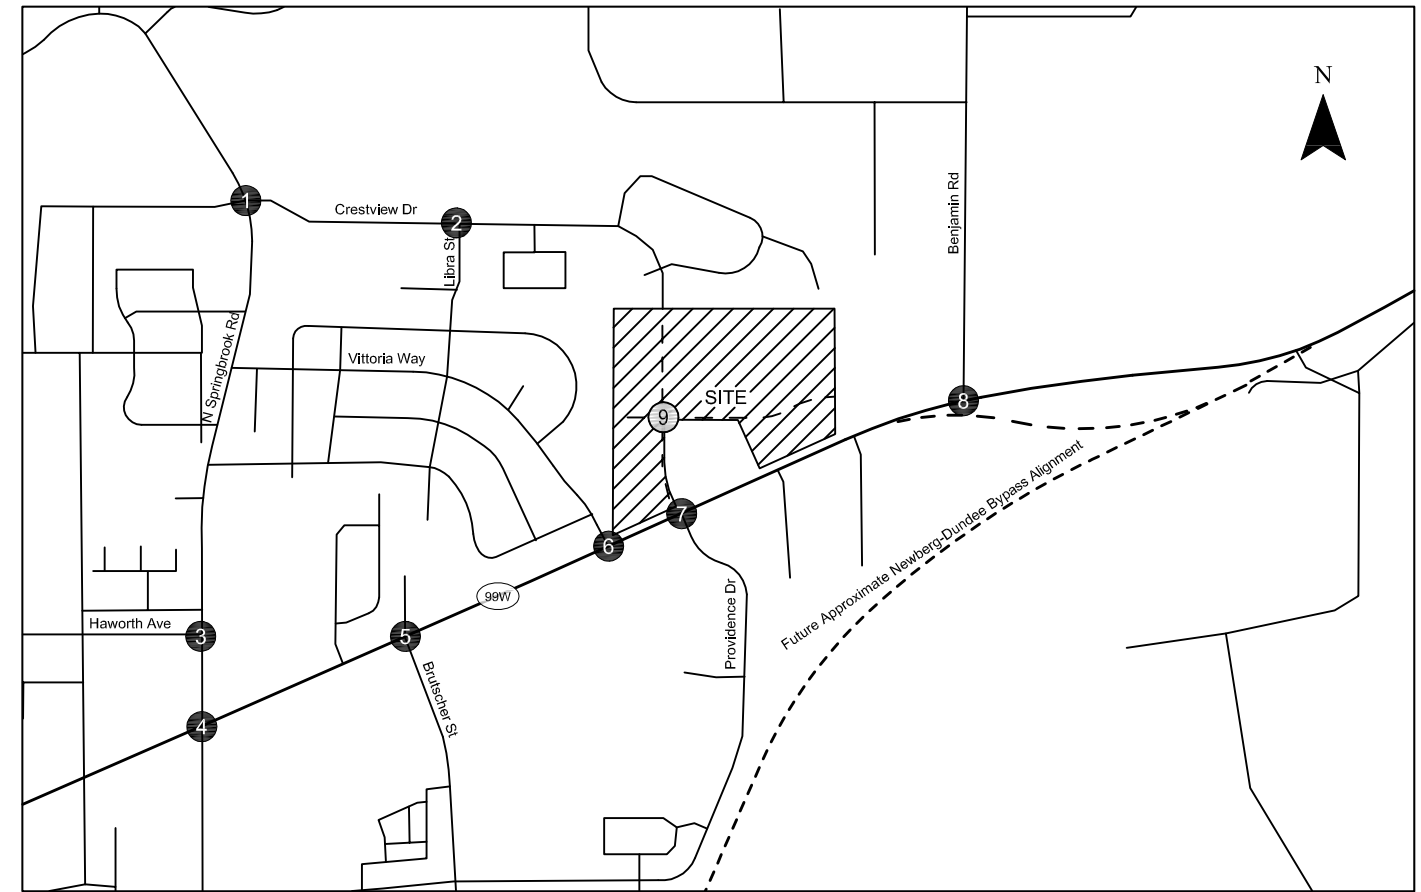 N
1
Crestview Dr
2
Libra St
Benjamin Rd
N Springbrook Rd
Vittoria Way
SITE
8
9
7
6
Future Approximate Newberg-Dundee Bypass Alignment
99W
Providence Dr
Haworth Ave
3
5
Brutscher St
4